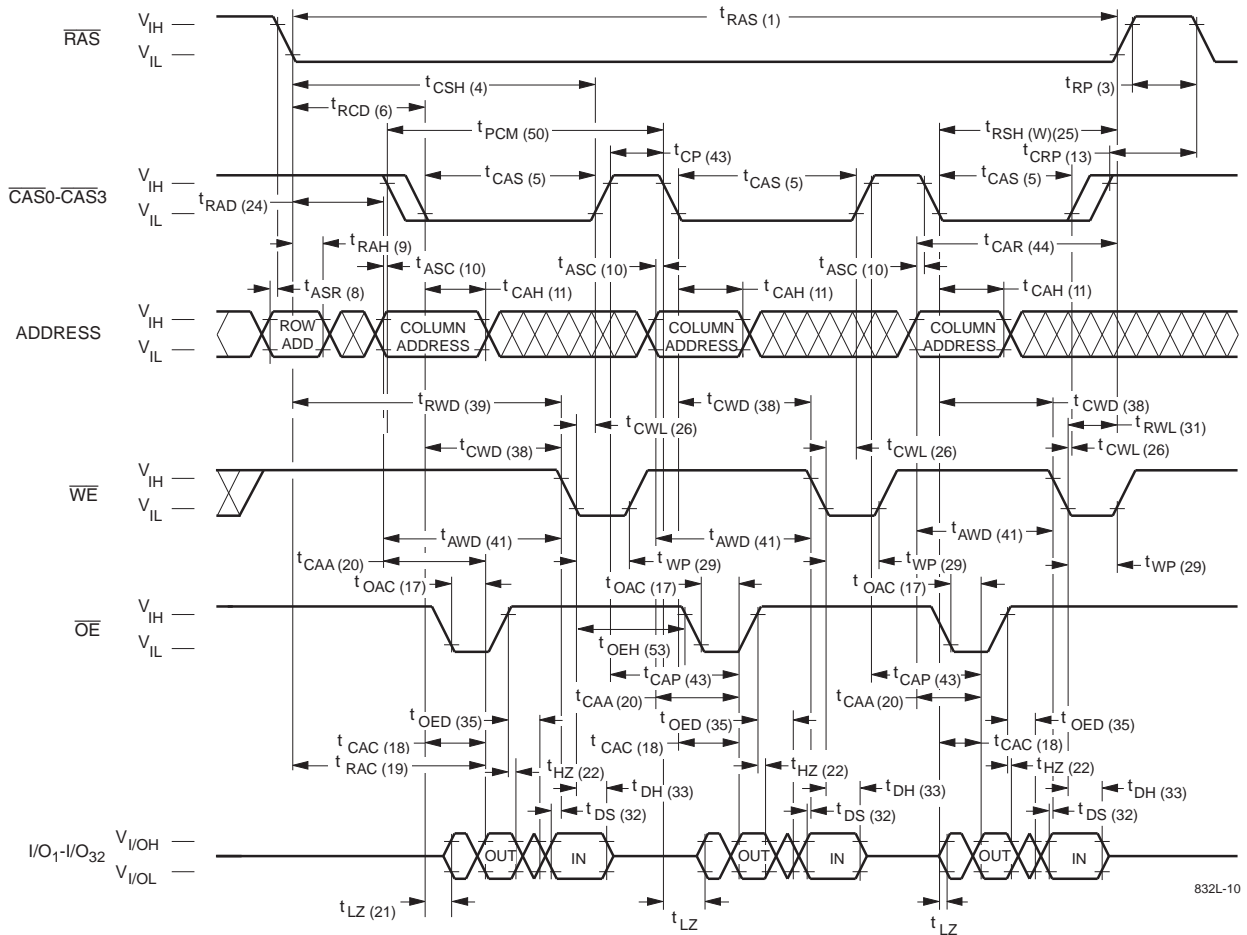 t RAS (1)
RAS
V IH
V IL
t CSH (4)
t RP (3)
t RCD (6)
t PCM (50)
t RSH (W)(25)
t CP (43)
t CRP (13)
CAS0-CAS3
V IH
V IL
t CAS (5)
t CAS (5)
t CAS (5)
t RAD (24)
t RAH (9)
t CAR (44)
t ASC (10)
t ASC (10)
t ASC (10)
t ASR (8)
t CAH (11)
t CAH (11)
t CAH (11)
ADDRESS
V IH
V IL
ROW ADD
COLUMN ADDRESS
COLUMN ADDRESS
COLUMN ADDRESS
t RWD (39)
t CWD (38)
t CWD (38)
t CWL (26)
t RWL (31)
t CWD (38)
t CWL (26)
t CWL (26)
WE
V IH
V IL
t AWD (41)
t AWD (41)
t AWD (41)
t CAA (20)
t WP (29)
t WP (29)
t WP (29)
t OAC (17)
t OAC (17)
t OAC (17)
OE
V IH
V IL
t OEH (53)
t CAP (43)
t CAP (43)
t CAA (20)
t CAA (20)
t OED (35)
t OED (35)
t OED (35)
t CAC (18)
t CAC (18)
t CAC (18)
t RAC (19)
t HZ (22)
t HZ (22)
t HZ (22)
t DH (33)
t DH (33)
t DH (33)
t DS (32)
t DS (32)
t DS (32)
I/O1-I/O32
V I/OH
V I/OL
OUT
IN
OUT
IN
OUT
IN
832L-10
t LZ (21)
t LZ
t LZ